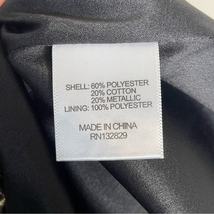 SHELL: 60% POLYESTER
20% COTTON
20% METALLIC
LINING: 100% POLYESTER
MADE IN CHINA
RN132829